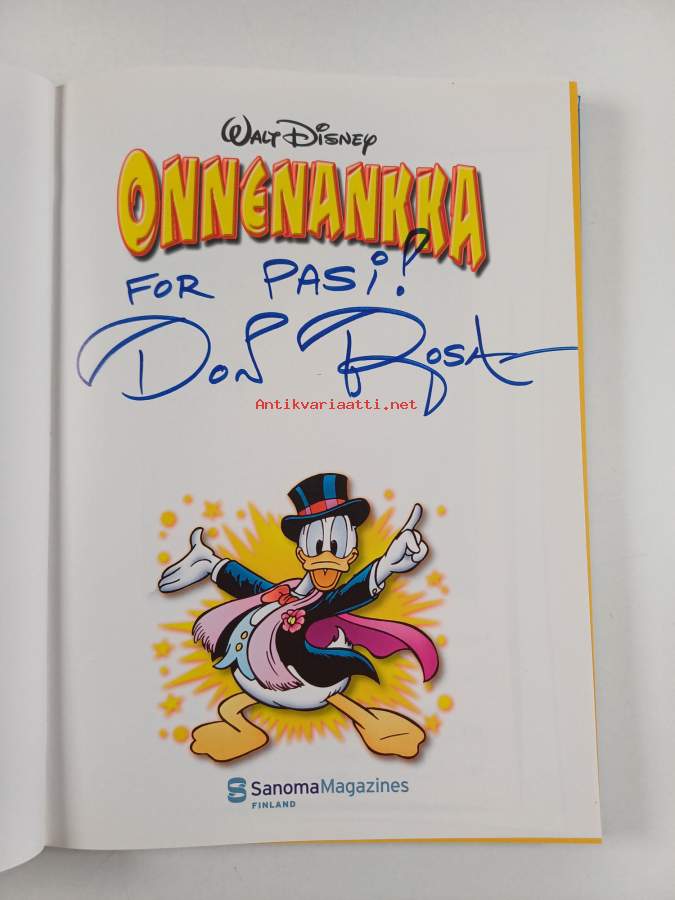 WALT DISNEY
ONNENANKKA
FOR PASi!
DON ROSA
Antikvariaatti.net
SanomaMagazines
FINLAND